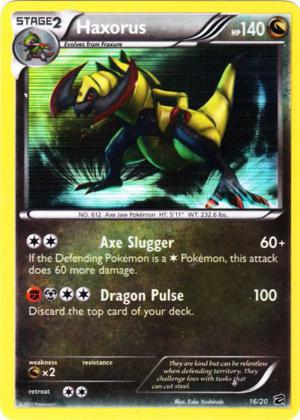 STAGE2 Haxorus HP140
Evolves from Fraxure
NO. 612 Axe Jaw Pokémon HT: 5'11" WT: 232.6 lbs.
Axe Slugger 60+
If the Defending Pokémon is a Pokémon, this attack
does 60 more damage.
Dragon Pulse 100
Discard the top card of your deck.
weakness resistance
×2
retreat
They are kind but can be relentless
when defending territory. They
challenge foes with tusks that
can cut steel.
Illus. Eske Yoshinob
16/20